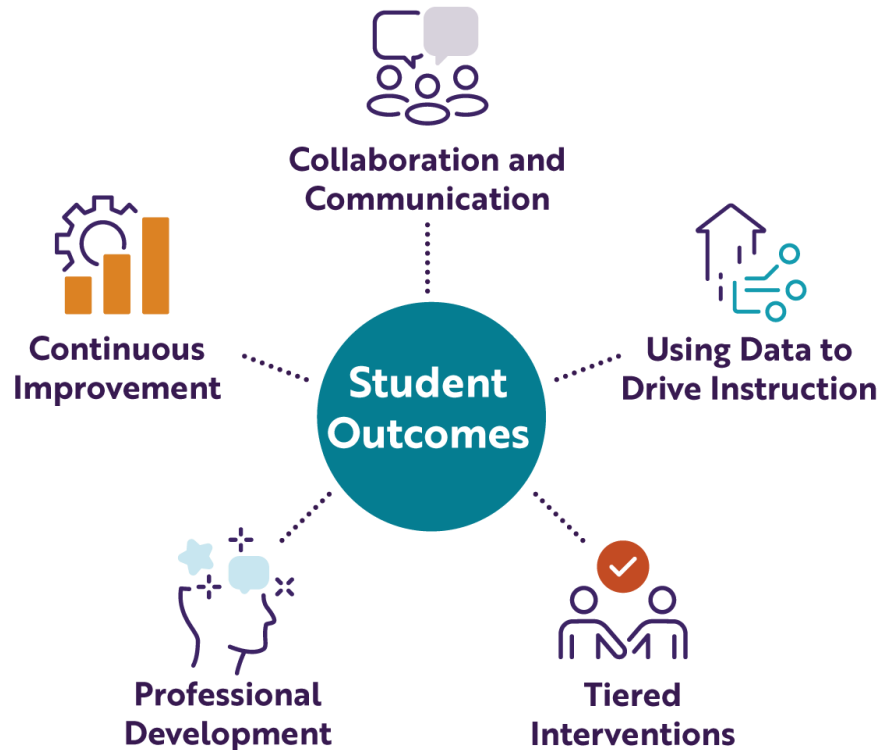 Collaboration and
Communication
Continuous
Improvement
Using Data to
Drive Instruction
Student
Outcomes
Professional
Development
Tiered
Interventions